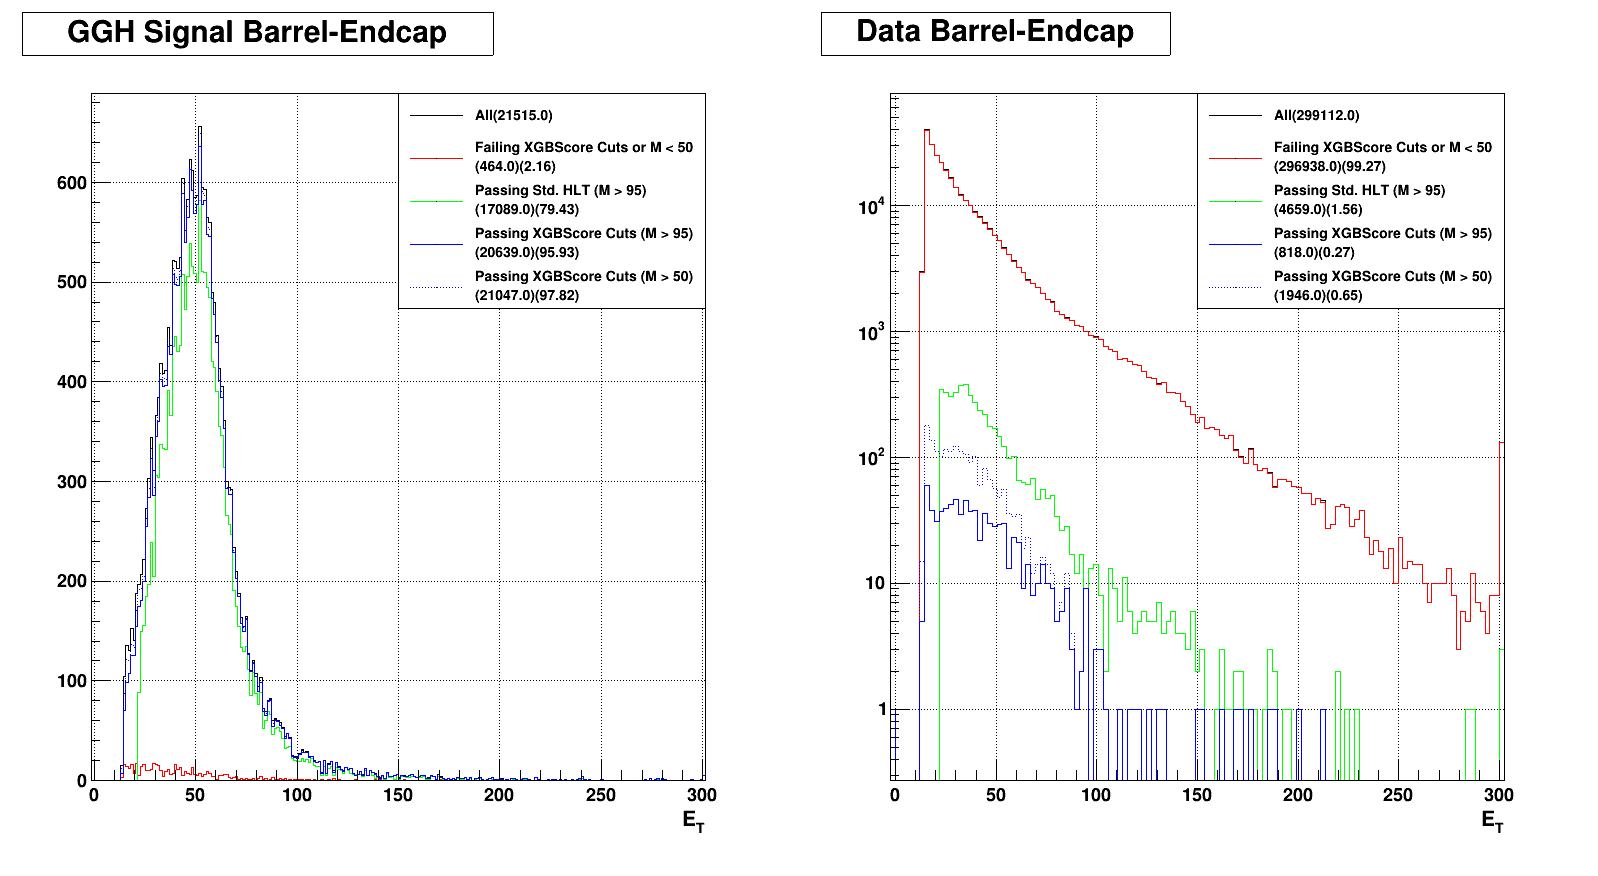 GGH Signal Barrel-Endcap
All(21515.0)
Failing XGBScore Cuts or M < 50
(464.0)(2.16)
Passing Std. HLT (M > 95)
(17089.0)(79.43)
Passing XGBScore Cuts (M > 95)
(20639.0)(95.93)
Passing XGBScore Cuts (M > 50)
(21047.0)(97.82)
600
500
400
300
200
100
0
0 50 100 150 200 250 300
E_T
Data Barrel-Endcap
All(299112.0)
Failing XGBScore Cuts or M < 50
(296938.0)(99.27)
Passing Std. HLT (M > 95)
(4659.0)(1.56)
Passing XGBScore Cuts (M > 95)
(818.0)(0.27)
Passing XGBScore Cuts (M > 50)
(1946.0)(0.65)
10^4
10^3
10^2
10
1
0 50 100 150 200 250 300
E_T